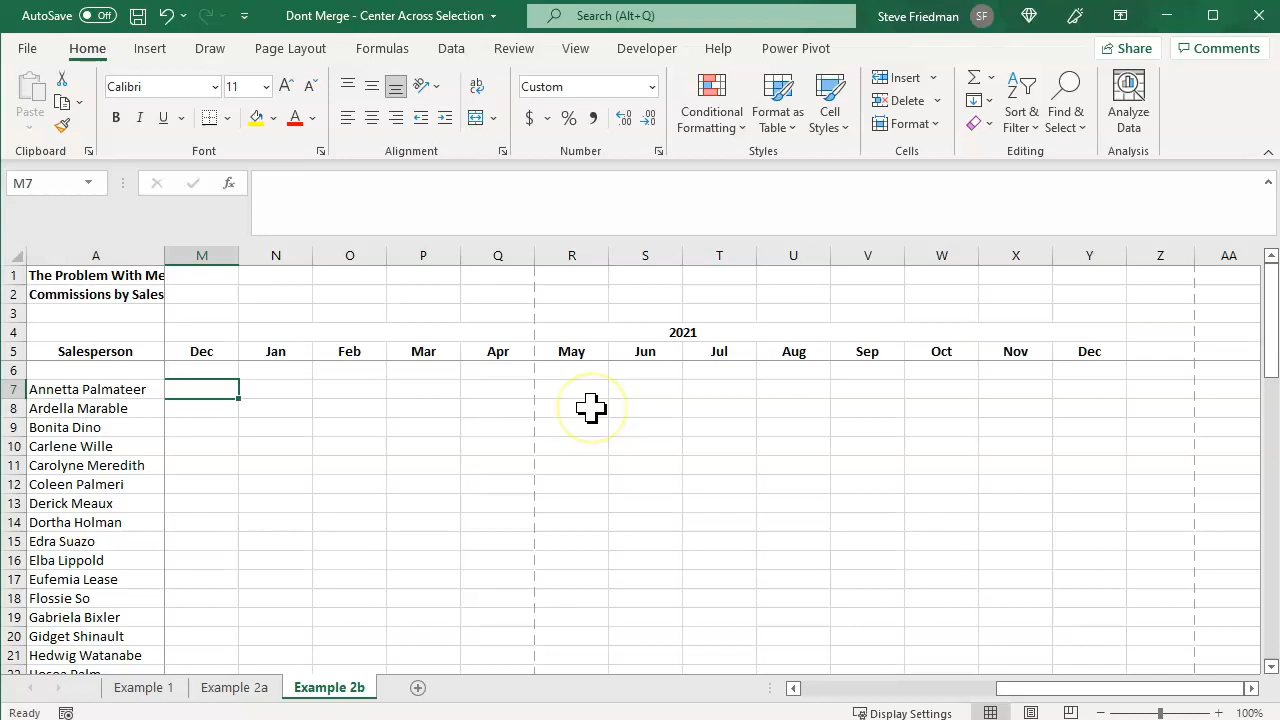 AutoSave Off Dont Merge - Center Across Selection Search (Alt+Q) Steve Friedman SF
File Home Insert Draw Page Layout Formulas Data Review View Developer Help Power Pivot Share Comments
Paste Calibri 11 A A ab Custom Conditional Formatting Format as Table Cell Styles Insert Delete Format Sort & Filter Find & Select Analyze Data
B I U A $ % 9
Clipboard Font Alignment Number Styles Cells Editing Analysis
M7 fx
A M N O P Q R S T U V W X Y Z AA
1 The Problem With Me
2 Commissions by Sales
3
4 2021
5 Salesperson Dec Jan Feb Mar Apr May Jun Jul Aug Sep Oct Nov Dec
6
7 Annetta Palmateer
8 Ardella Marable
9 Bonita Dino
10 Carlene Wille
11 Carolyne Meredith
12 Coleen Palmeri
13 Derick Meaux
14 Dortha Holman
15 Edra Suazo
16 Elba Lippold
17 Eufemia Lease
18 Flossie So
19 Gabriela Bixler
20 Gidget Shinault
21 Hedwig Watanabe
Example 1 Example 2a Example 2b
Ready Display Settings 100%